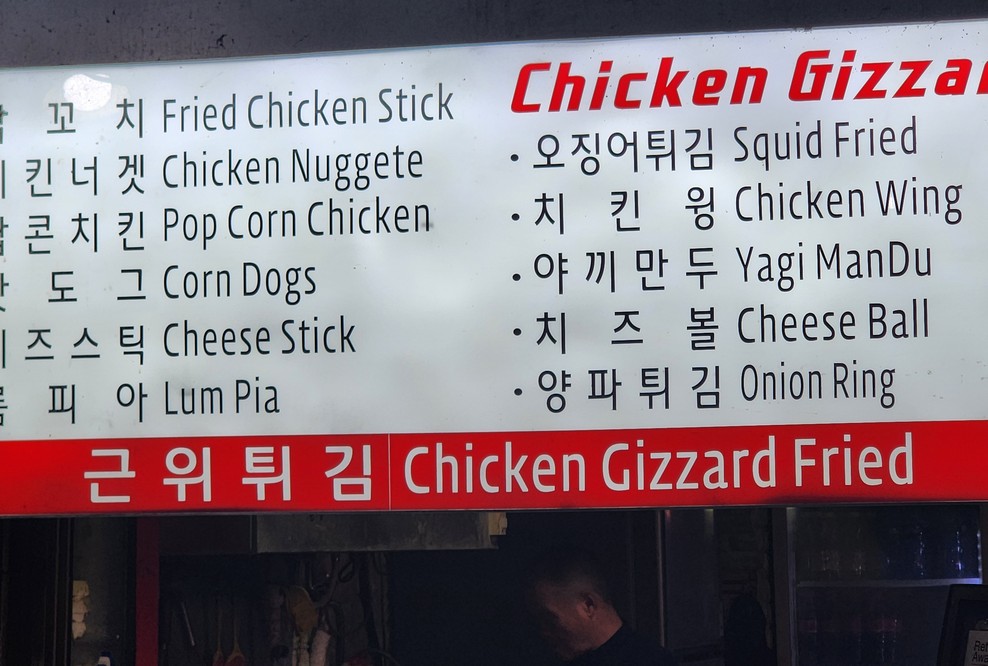 꼬 치 Fried Chicken Stick
킨 너 겟 Chicken Nuggete
콘 치 킨 Pop Corn Chicken
도 그 Corn Dogs
즈 스 틱 Cheese Stick
피 아 Lum Pia
Chicken
· 오징어튀김 Squid Fried
· 치 킨 윙 Chicken Wing
· 야 끼 만 두 Yagi ManDu
· 치 즈 볼 Cheese Ball
· 양 파 튀 김 Onion Ring
근 위 튀 김 Chicken Gizzard Fried